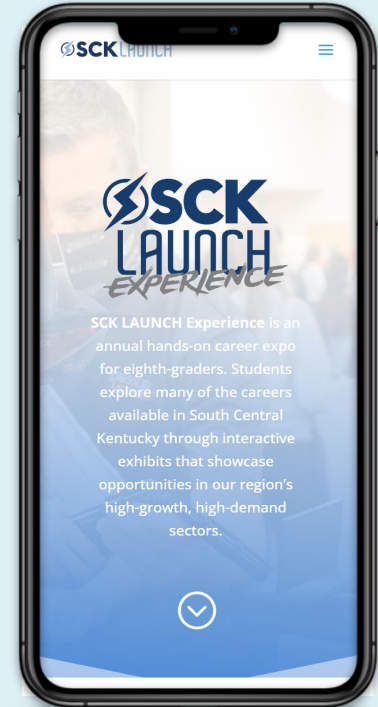 SCK LAUNCH
SCK
LAUNCH
EXPERIENCE
SCK LAUNCH Experience is an
annual hands-on career expo
for eighth-graders. Students
explore many of the careers
available in South Central
Kentucky through interactive
exhibits that showcase
opportunities in our region's
high-growth, high-demand
sectors.